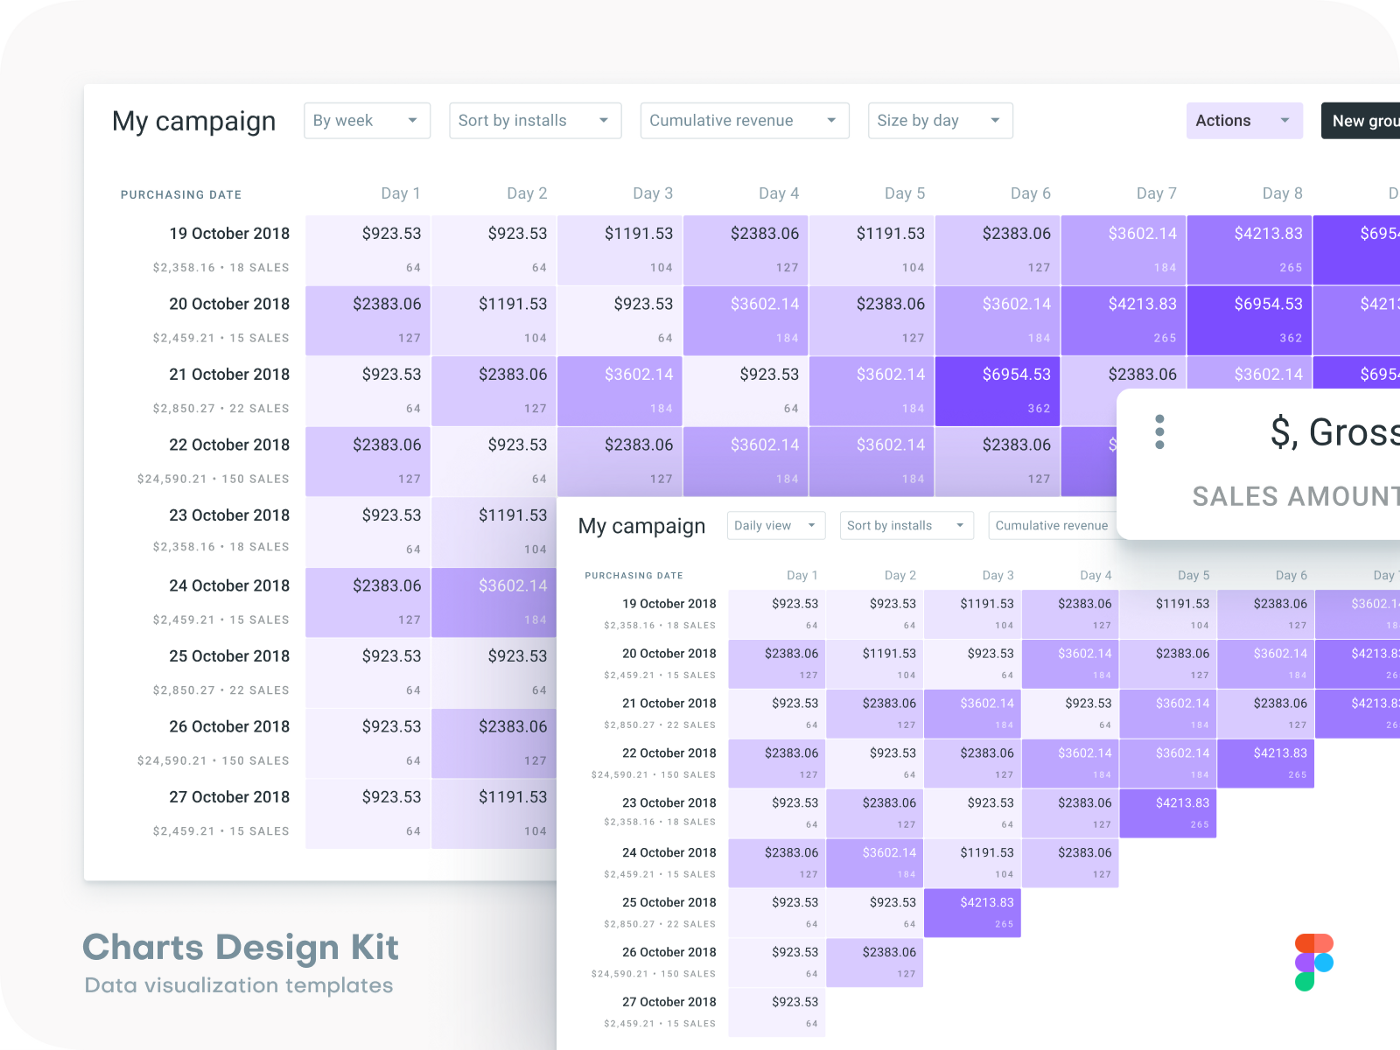 My campaign By week Sort by installs Cumulative revenue Size by day Actions New grou
PURCHASING DATE Day 1 Day 2 Day 3 Day 4 Day 5 Day 6 Day 7 Day 8 D
19 October 2018 $923.53 $923.53 $1191.53 $2383.06 $1191.53 $2383.06 $3602.14 $4213.83 $6954
$2,358.16 • 18 SALES 64 64 104 127 104 127 184 265
20 October 2018 $2383.06 $1191.53 $923.53 $3602.14 $2383.06 $3602.14 $4213.83 $6954.53 $4213
$2,459.21 • 15 SALES 127 104 64 184 127 184 265 362
21 October 2018 $923.53 $2383.06 $3602.14 $923.53 $3602.14 $6954.53 $2383.06 $3602.14 $6954
$2,850.27 • 22 SALES 64 127 184 64 184 362
22 October 2018 $2383.06 $923.53 $2383.06 $3602.14 $3602.14 $2383.06 $
$24,590.21 • 150 SALES 127 64 127 184 184 127
23 October 2018 $923.53 $1191.53
$2,358.16 • 18 SALES 64 104
24 October 2018 $2383.06 $3602.14
$2,459.21 • 15 SALES 127 184
25 October 2018 $923.53 $923.53
$2,850.27 • 22 SALES 64 64
26 October 2018 $923.53 $2383.06
$24,590.21 • 150 SALES 64 127
27 October 2018 $923.53 $1191.53
$2,459.21 • 15 SALES 64 104
$, Gross
SALES AMOUNT
My campaign Daily view Sort by installs Cumulative revenue
PURCHASING DATE Day 1 Day 2 Day 3 Day 4 Day 5 Day 6 Day
19 October 2018 $923.53 $923.53 $1191.53 $2383.06 $1191.53 $2383.06 $3602.1
$2,358.16 • 18 SALES 64 64 104 127 104 127 18
20 October 2018 $2383.06 $1191.53 $923.53 $3602.14 $2383.06 $3602.14 $4213.83
$2,459.21 • 15 SALES 127 104 64 184 127 184 26
21 October 2018 $923.53 $2383.06 $3602.14 $923.53 $3602.14 $2383.06 $4213.83
$2,850.27 • 22 SALES 64 127 184 64 184 127 26
22 October 2018 $2383.06 $923.53 $2383.06 $3602.14 $3602.14 $4213.83
$24,590.21 • 150 SALES 127 64 127 184 184 265
23 October 2018 $923.53 $2383.06 $923.53 $2383.06 $4213.83
$2,358.16 • 18 SALES 64 127 64 127 265
24 October 2018 $2383.06 $3602.14 $1191.53 $2383.06
$2,459.21 • 15 SALES 127 184 104 127
25 October 2018 $923.53 $923.53 $4213.83
$2,850.27 • 22 SALES 64 64 265
26 October 2018 $923.53 $2383.06
$24,590.21 • 150 SALES 64 127
27 October 2018 $923.53
$2,459.21 • 15 SALES 64
Charts Design Kit
Data visualization templates